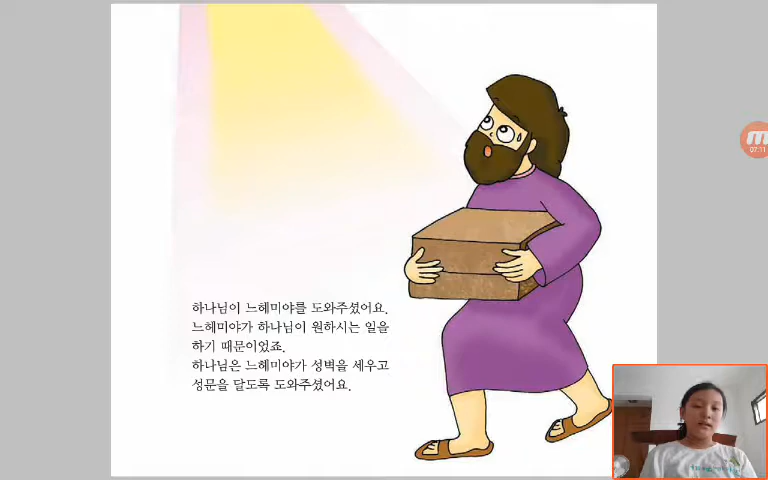 하나님이 느헤미야를 도와주셨어요.
느헤미야가 하나님이 원하시는 일을
하기 때문이었죠.
하나님은 느헤미야가 성벽을 세우고
성문을 달도록 도와주셨어요.
07:11